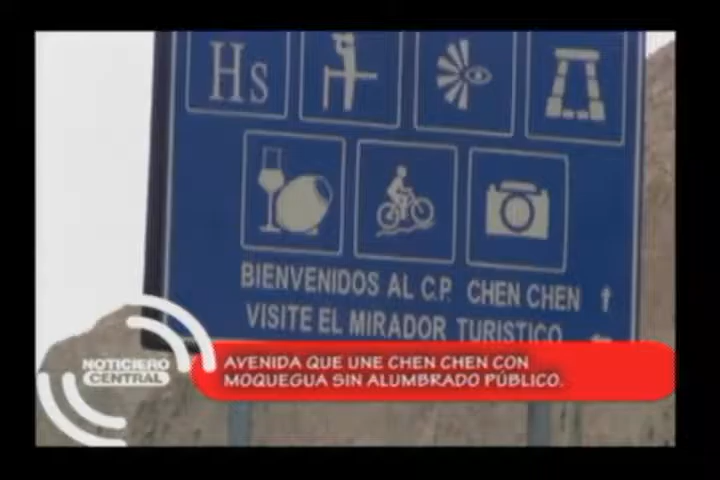 Hs
BIENVENIDOS AL C.P. CHEN CHEN
VISITE EL MIRADOR TURISTICO
NOTICIERO
CENTRAL
AVENIDA QUE UNE CHEN CHEN CON
MOQUEGUA SIN ALUMBRADO PÚBLICO.